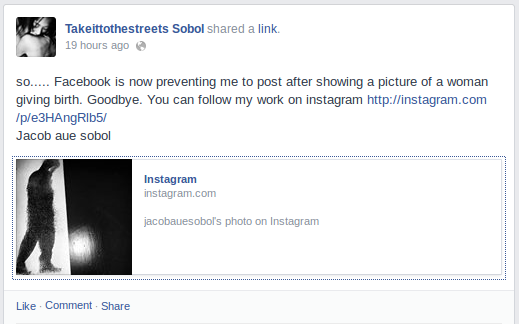 Takeittothestreets Sobol shared a link.
19 hours ago
so..... Facebook is now preventing me to post after showing a picture of a woman
giving birth. Goodbye. You can follow my work on instagram http://instagram.com
/p/e3HAngRlb5/
Jacob aue sobol
Instagram
instagram.com
jacobauesobol's photo on Instagram
Like · Comment · Share